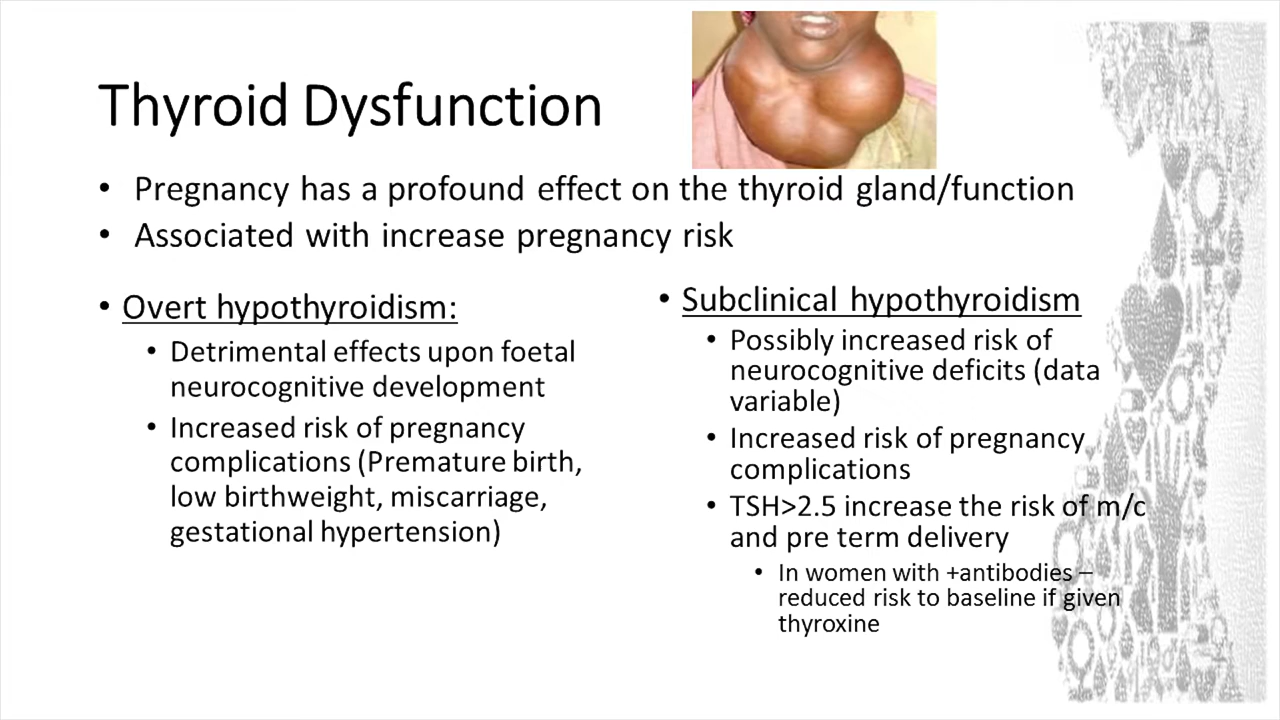 Thyroid Dysfunction
• Pregnancy has a profound effect on the thyroid gland/function
• Associated with increase pregnancy risk
• Overt hypothyroidism:
• Detrimental effects upon foetal
neurocognitive development
• Increased risk of pregnancy
complications (Premature birth,
low birthweight, miscarriage,
gestational hypertension)
• Subclinical hypothyroidism
• Possibly increased risk of
neurocognitive deficits (data
variable)
• Increased risk of pregnancy
complications
• TSH>2.5 increase the risk of m/c
and pre term delivery
• In women with +antibodies –
reduced risk to baseline if given
thyroxine